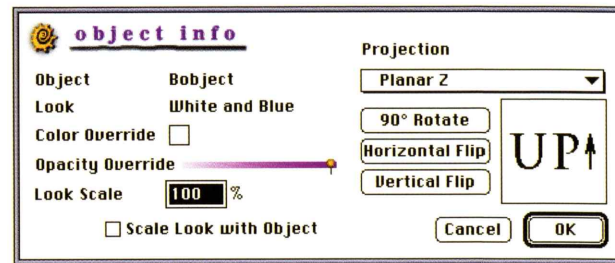 object info
Object Bobject
Look White and Blue
Color Override
Opacity Override
Look Scale 100 %
Scale Look with Object
Projection
Planar Z
90° Rotate
Horizontal Flip
Vertical Flip
UP
Cancel OK